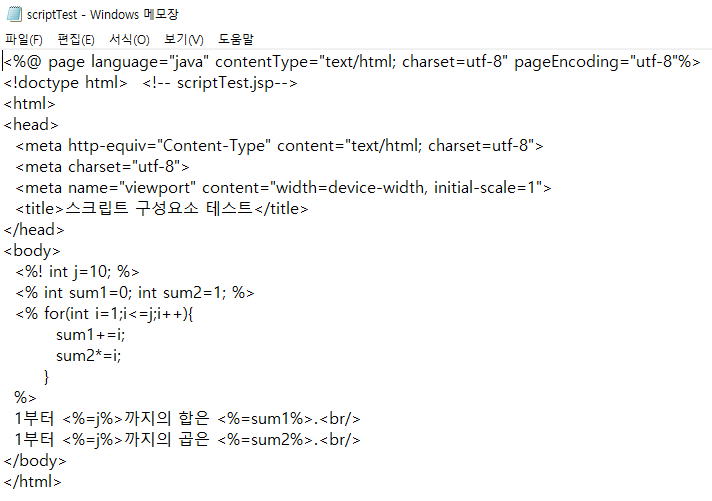 scriptTest - Windows 메모장
파일(F) 편집(E) 서식(O) 보기(V) 도움말
<%@ page language="java" contentType="text/html; charset=utf-8" pageEncoding="utf-8"%>
<!doctype html> <!-- scriptTest.jsp-->
<html>
<head>
<meta http-equiv="Content-Type" content="text/html; charset=utf-8">
<meta charset="utf-8">
<meta name="viewport" content="width=device-width, initial-scale=1">
<title>스크립트 구성요소 테스트</title>
</head>
<body>
<%! int j=10; %>
<% int sum1=0; int sum2=1; %>
<% for(int i=1;i<=j;i++){
sum1+=i;
sum2*=i;
}
%>
1부터 <%=j%>까지의 합은 <%=sum1%>.<br/>
1부터 <%=j%>까지의 곱은 <%=sum2%>.<br/>
</body>
</html>